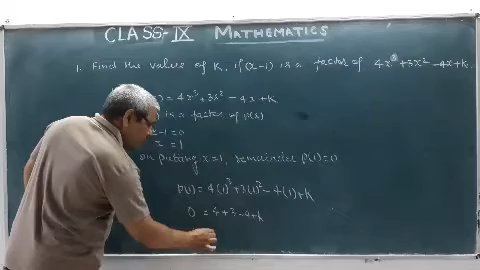 CLASS-IX MATHEMATICS
1. Find the value of K, if (x-1) is a factor of 4x³+3x²-4x+k.
= 4x³+3x²-4x+k
is a factor of p(x)
x-1=0
x=1
on putting x=1, remainder p(1)=0
p(1) = 4(1)³+3(1)²-4(1)+k
0 = 4+3-4+k